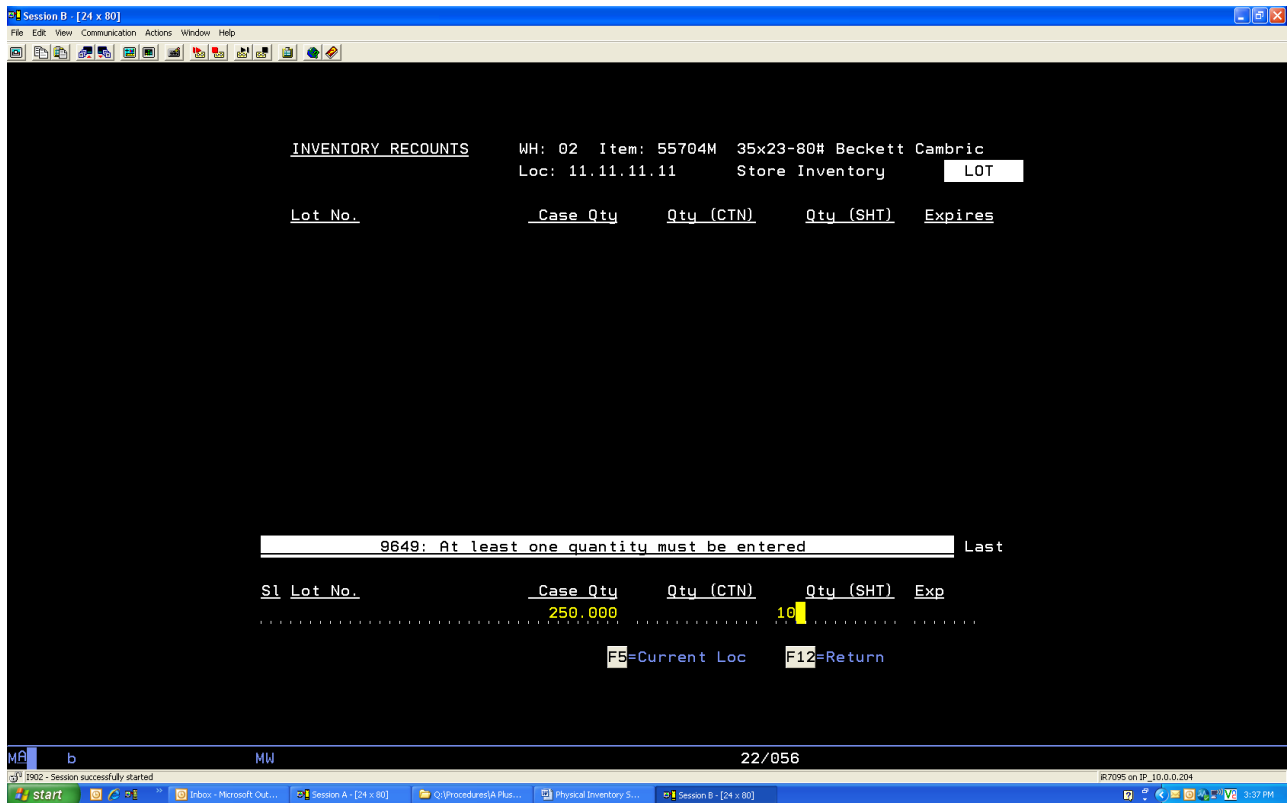 Session B - [24 x 80]
File Edit View Communication Actions Window Help
INVENTORY RECOUNTS WH: 02 Item: 55704M 35x23-80# Beckett Cambric
Loc: 11.11.11.11 Store Inventory LOT
Lot No. Case Qty Qty (CTN) Qty (SHT) Expires
9649: At least one quantity must be entered Last
Sl Lot No. Case Qty Qty (CTN) Qty (SHT) Exp
250.000 10
F5=Current Loc F12=Return
MA b MW 22/056
I902 - Session successfully started iR7095 on IP_10.0.0.204
start Inbox - Microsoft Out... Session A - [24 x 80] Q:\Procedures\A Plus... Physical Inventory S... Session B - [24 x 80] 3:37 PM